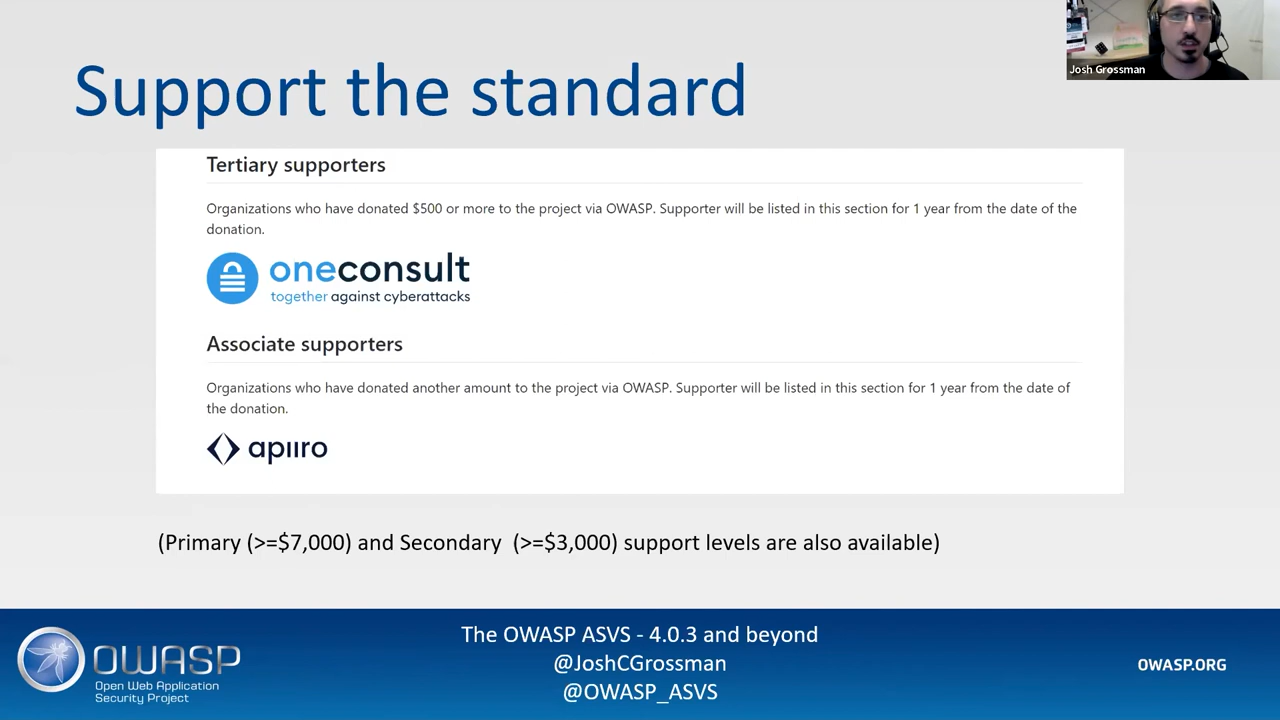 Josh Grossman
Support the standard
Tertiary supporters
Organizations who have donated $500 or more to the project via OWASP. Supporter will be listed in this section for 1 year from the date of the
donation.
oneconsult
together against cyberattacks
Associate supporters
Organizations who have donated another amount to the project via OWASP. Supporter will be listed in this section for 1 year from the date of
the donation.
apiiro
(Primary (>=$7,000) and Secondary  (>=$3,000) support levels are also available)
OWASP
Open Web Application
Security Project
The OWASP ASVS - 4.0.3 and beyond
@JoshCGrossman
@OWASP_ASVS
OWASP.ORG